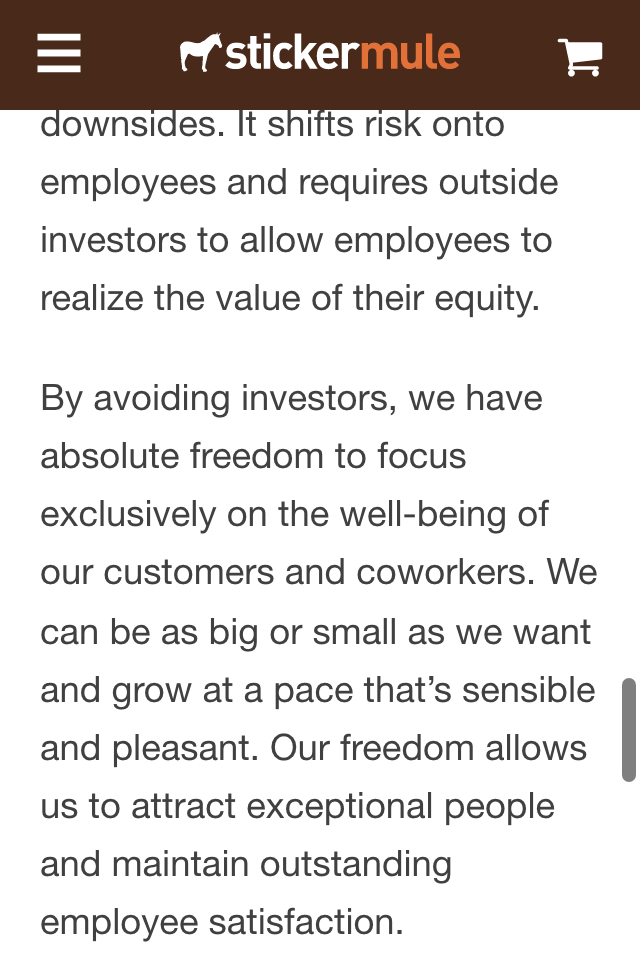 stickermule
downsides. It shifts risk onto
employees and requires outside
investors to allow employees to
realize the value of their equity.
By avoiding investors, we have
absolute freedom to focus
exclusively on the well-being of
our customers and coworkers. We
can be as big or small as we want
and grow at a pace that’s sensible
and pleasant. Our freedom allows
us to attract exceptional people
and maintain outstanding
employee satisfaction.